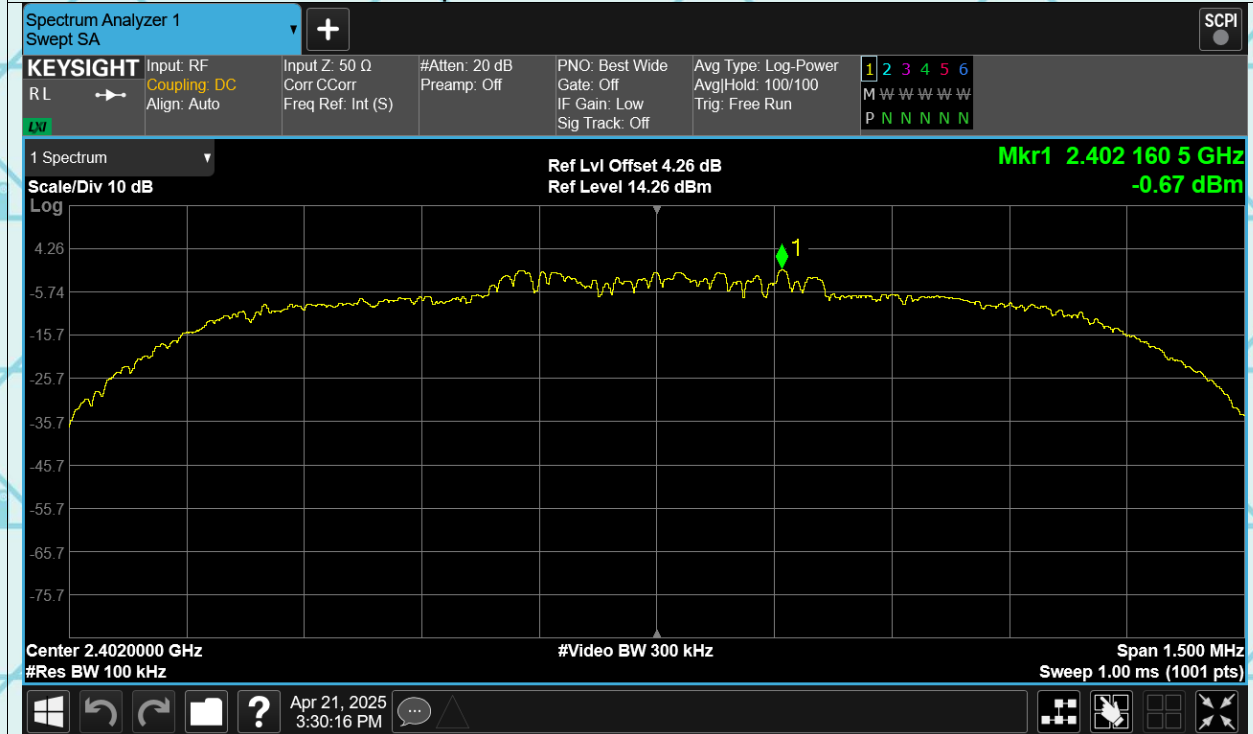 Spectrum Analyzer 1
Swept SA
+
SCPI
KEYSIGHT
RL
LXI
Input: RF
Coupling: DC
Align: Auto
Input Z: 50 Ω
Corr CCorr
Freq Ref: Int (S)
#Atten: 20 dB
Preamp: Off
PNO: Best Wide
Gate: Off
IF Gain: Low
Sig Track: Off
Avg Type: Log-Power
Avg|Hold: 100/100
Trig: Free Run
1 2 3 4 5 6
M W W W W W
P N N N N N
1 Spectrum
Scale/Div 10 dB
Log
Ref Lvl Offset 4.26 dB
Ref Level 14.26 dBm
Mkr1 2.402 160 5 GHz
-0.67 dBm
1
4.26
-5.74
-15.7
-25.7
-35.7
-45.7
-55.7
-65.7
-75.7
Center 2.4020000 GHz
#Res BW 100 kHz
#Video BW 300 kHz
Span 1.500 MHz
Sweep 1.00 ms (1001 pts)
?
Apr 21, 2025
3:30:16 PM